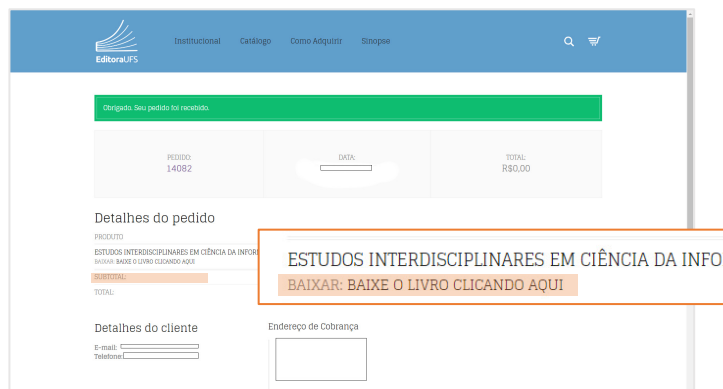 Institucional Catálogo Como Adquirir Sinopse
EditoraUFS
Obrigado. Seu pedido foi recebido.
PEDIDO: DATA: TOTAL:
14082 R$0,00
Detalhes do pedido
PRODUTO
ESTUDOS INTERDISCIPLINARES EM CIÊNCIA DA INFOR
BAIXAR: BAIXE O LIVRO CLICANDO AQUI
SUBTOTAL:
TOTAL:
ESTUDOS INTERDISCIPLINARES EM CIÊNCIA DA INFO
BAIXAR: BAIXE O LIVRO CLICANDO AQUI
Detalhes do cliente
E-mail:
Telefone:
Endereço de Cobrança